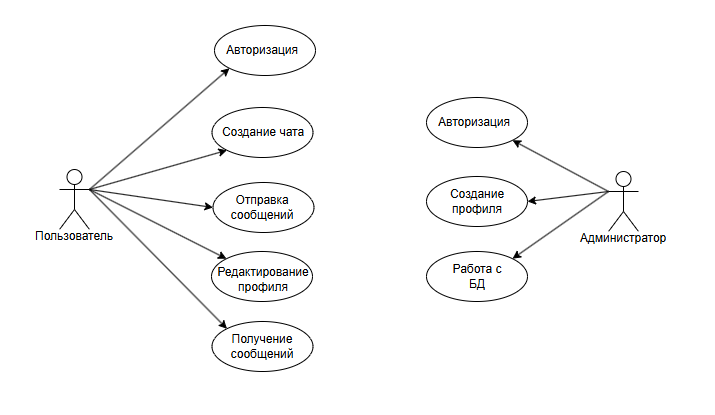 Авторизация
Создание чата
Отправка
сообщений
Редактирование
профиля
Получение
сообщений
Пользователь
Авторизация
Создание
профиля
Работа с
БД
Администратор